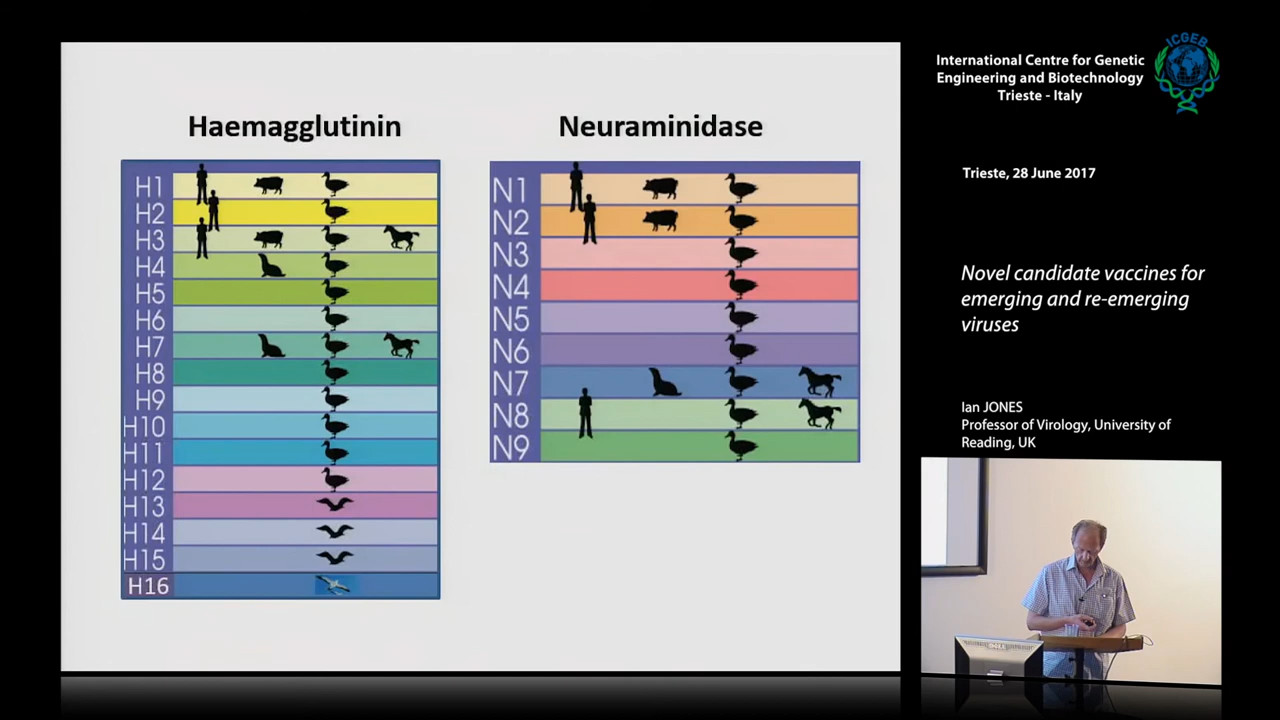 Haemagglutinin
Neuraminidase
H1
H2
H3
H4
H5
H6
H7
H8
H9
H10
H11
H12
H13
H14
H15
H16
N1
N2
N3
N4
N5
N6
N7
N8
N9
International Centre for Genetic
Engineering and Biotechnology
Trieste - Italy
ICGEB
Trieste, 28 June 2017
Novel candidate vaccines for
emerging and re-emerging
viruses
Ian JONES
Professor of Virology, University of
Reading, UK